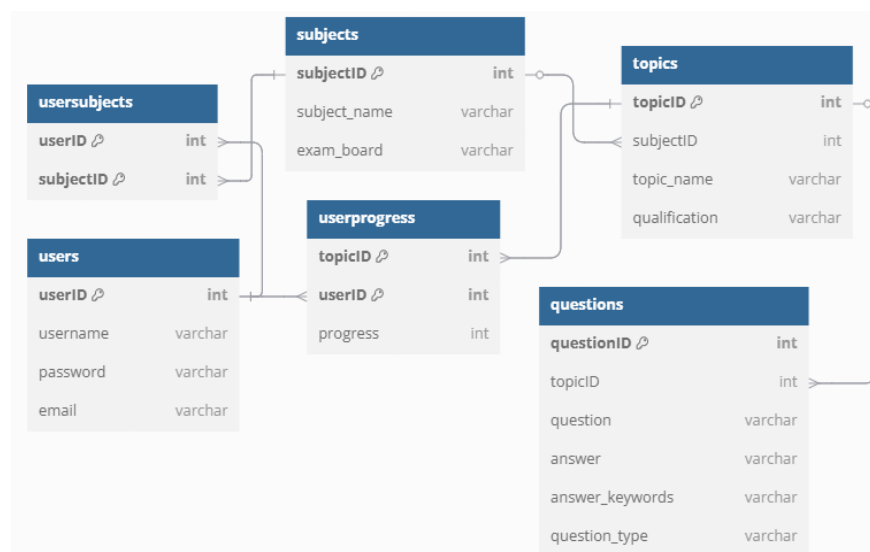 subjects
subjectID int
subject_name varchar
exam_board varchar
topics
topicID int
subjectID int
topic_name varchar
qualification varchar
usersubjects
userID int
subjectID int
userprogress
topicID int
userID int
progress int
users
userID int
username varchar
password varchar
email varchar
questions
questionID int
topicID int
question varchar
answer varchar
answer_keywords varchar
question_type varchar